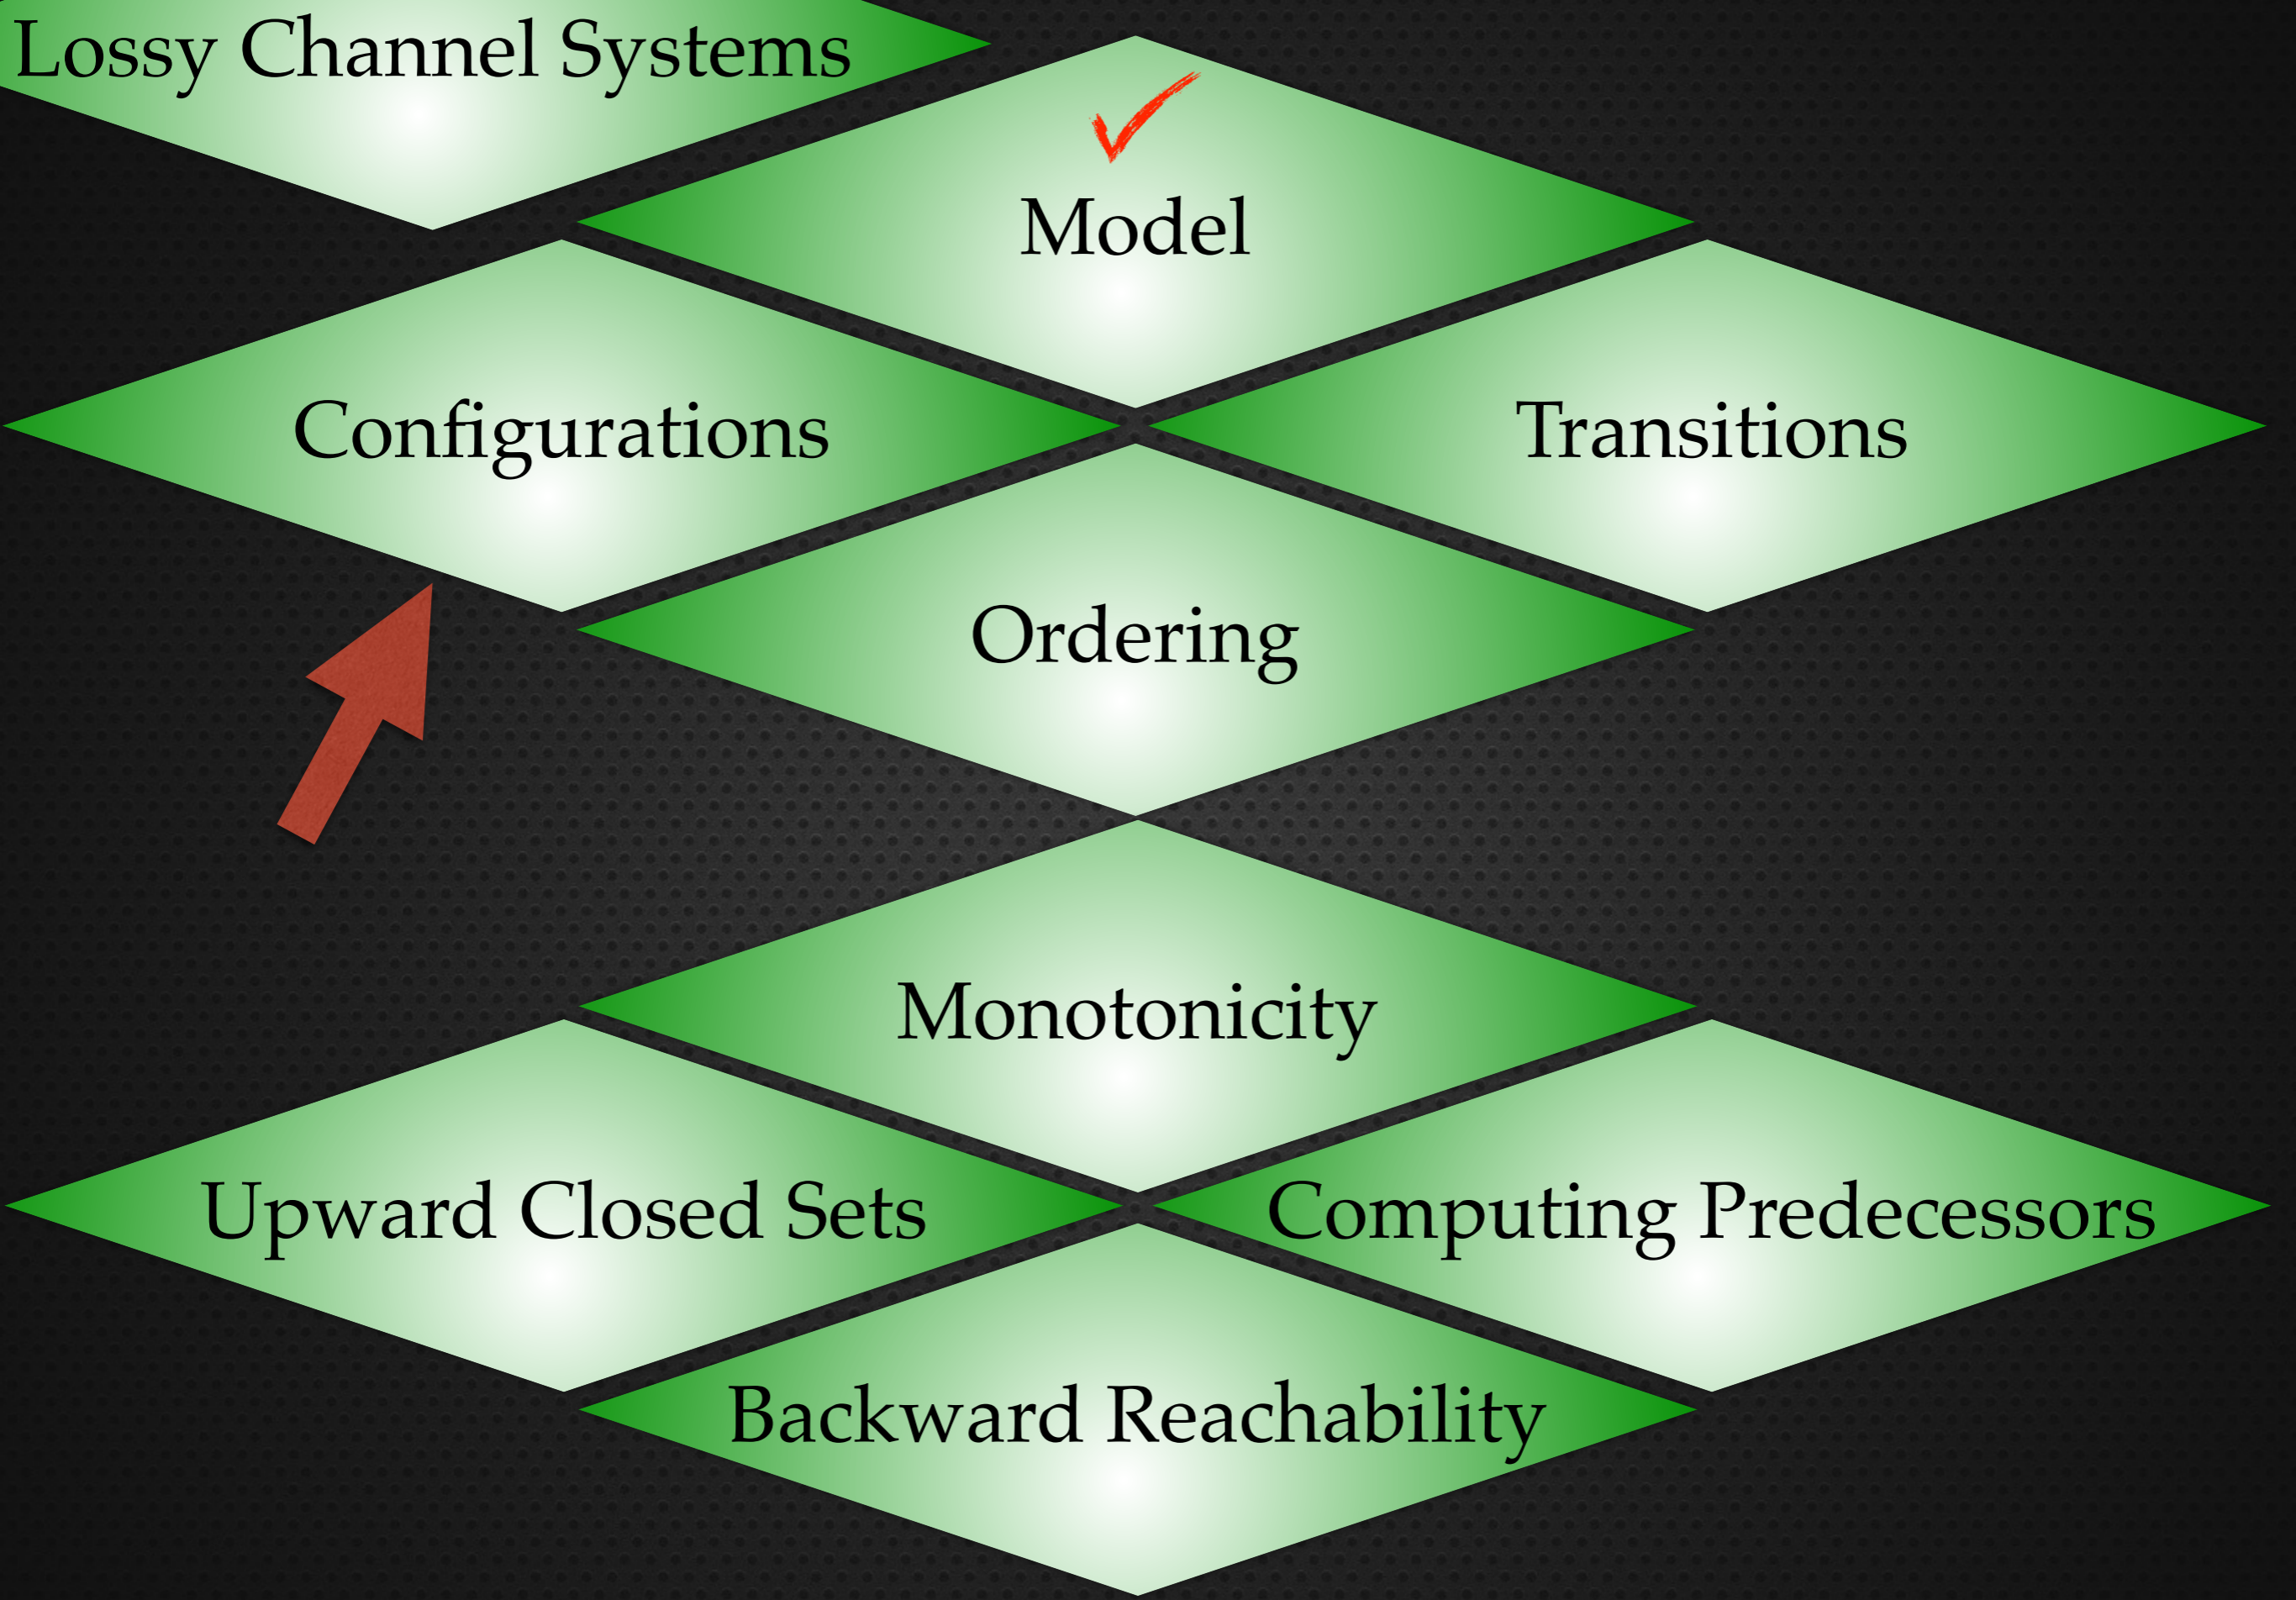 Lossy Channel Systems
Model
Configurations
Transitions
Ordering
Monotonicity
Upward Closed Sets
Computing Predecessors
Backward Reachability